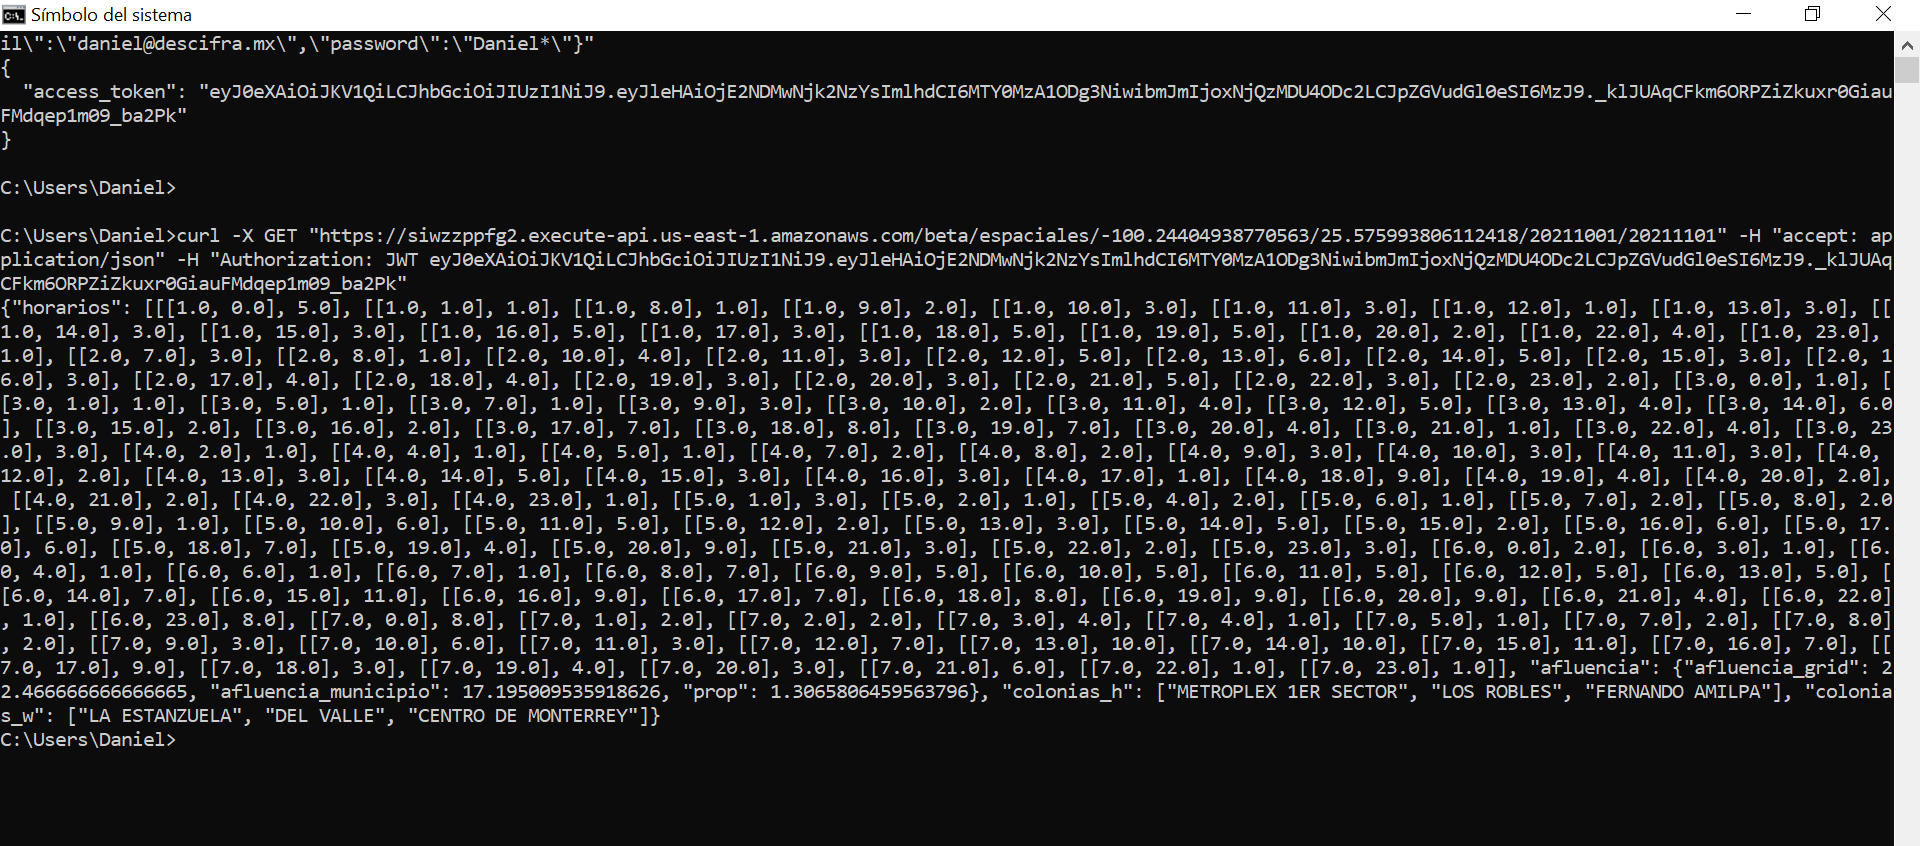 Símbolo del sistema
il\":\"daniel@descifra.mx\",\"password\":\"Daniel*\"}"
{
  "access_token": "eyJ0eXAiOiJKV1QiLCJhbGciOiJIUzI1NiJ9.eyJleHAiOjE2NDMwNjk2NzYsImlhdCI6MTY0MzA1ODg3NiwibmJmIjoxNjQzMDU4ODc2LCJpZGVudGl0eSI6MzJ9._klJUAqCFkm6ORPZiZkuxr0Giau
FMdqep1m09_ba2Pk"
}
C:\Users\Daniel>
C:\Users\Daniel>curl -X GET "https://siwzzppfg2.execute-api.us-east-1.amazonaws.com/beta/espaciales/-100.24404938770563/25.575993806112418/20211001/20211101" -H "accept: ap
plication/json" -H "Authorization: JWT eyJ0eXAiOiJKV1QiLCJhbGciOiJIUzI1NiJ9.eyJleHAiOjE2NDMwNjk2NzYsImlhdCI6MTY0MzA1ODg3NiwibmJmIjoxNjQzMDU4ODc2LCJpZGVudGl0eSI6MzJ9._klJUAq
CFkm6ORPZiZkuxr0GiauFMdqep1m09_ba2Pk"
{"horarios": [[[1.0, 0.0], 5.0], [[1.0, 1.0], 1.0], [[1.0, 8.0], 1.0], [[1.0, 9.0], 2.0], [[1.0, 10.0], 3.0], [[1.0, 11.0], 3.0], [[1.0, 12.0], 1.0], [[1.0, 13.0], 3.0], [[
1.0, 14.0], 3.0], [[1.0, 15.0], 3.0], [[1.0, 16.0], 5.0], [[1.0, 17.0], 3.0], [[1.0, 18.0], 5.0], [[1.0, 19.0], 5.0], [[1.0, 20.0], 2.0], [[1.0, 22.0], 4.0], [[1.0, 23.0],
1.0], [[2.0, 7.0], 3.0], [[2.0, 8.0], 1.0], [[2.0, 10.0], 4.0], [[2.0, 11.0], 3.0], [[2.0, 12.0], 5.0], [[2.0, 13.0], 6.0], [[2.0, 14.0], 5.0], [[2.0, 15.0], 3.0], [[2.0, 1
6.0], 3.0], [[2.0, 17.0], 4.0], [[2.0, 18.0], 4.0], [[2.0, 19.0], 3.0], [[2.0, 20.0], 3.0], [[2.0, 21.0], 5.0], [[2.0, 22.0], 3.0], [[2.0, 23.0], 2.0], [[3.0, 0.0], 1.0], [
[3.0, 1.0], 1.0], [[3.0, 5.0], 1.0], [[3.0, 7.0], 1.0], [[3.0, 9.0], 3.0], [[3.0, 10.0], 2.0], [[3.0, 11.0], 4.0], [[3.0, 12.0], 5.0], [[3.0, 13.0], 4.0], [[3.0, 14.0], 6.0
], [[3.0, 15.0], 2.0], [[3.0, 16.0], 2.0], [[3.0, 17.0], 7.0], [[3.0, 18.0], 8.0], [[3.0, 19.0], 7.0], [[3.0, 20.0], 4.0], [[3.0, 21.0], 1.0], [[3.0, 22.0], 4.0], [[3.0, 23
.0], 3.0], [[4.0, 2.0], 1.0], [[4.0, 4.0], 1.0], [[4.0, 5.0], 1.0], [[4.0, 7.0], 2.0], [[4.0, 8.0], 2.0], [[4.0, 9.0], 3.0], [[4.0, 10.0], 3.0], [[4.0, 11.0], 3.0], [[4.0,
12.0], 2.0], [[4.0, 13.0], 3.0], [[4.0, 14.0], 5.0], [[4.0, 15.0], 3.0], [[4.0, 16.0], 3.0], [[4.0, 17.0], 1.0], [[4.0, 18.0], 9.0], [[4.0, 19.0], 4.0], [[4.0, 20.0], 2.0],
 [[4.0, 21.0], 2.0], [[4.0, 22.0], 3.0], [[4.0, 23.0], 1.0], [[5.0, 1.0], 3.0], [[5.0, 2.0], 1.0], [[5.0, 4.0], 2.0], [[5.0, 6.0], 1.0], [[5.0, 7.0], 2.0], [[5.0, 8.0], 2.0
], [[5.0, 9.0], 1.0], [[5.0, 10.0], 6.0], [[5.0, 11.0], 5.0], [[5.0, 12.0], 2.0], [[5.0, 13.0], 3.0], [[5.0, 14.0], 5.0], [[5.0, 15.0], 2.0], [[5.0, 16.0], 6.0], [[5.0, 17.
0], 6.0], [[5.0, 18.0], 7.0], [[5.0, 19.0], 4.0], [[5.0, 20.0], 9.0], [[5.0, 21.0], 3.0], [[5.0, 22.0], 2.0], [[5.0, 23.0], 3.0], [[6.0, 0.0], 2.0], [[6.0, 3.0], 1.0], [[6.
0, 4.0], 1.0], [[6.0, 6.0], 1.0], [[6.0, 7.0], 1.0], [[6.0, 8.0], 7.0], [[6.0, 9.0], 5.0], [[6.0, 10.0], 5.0], [[6.0, 11.0], 5.0], [[6.0, 12.0], 5.0], [[6.0, 13.0], 5.0], [
[6.0, 14.0], 7.0], [[6.0, 15.0], 11.0], [[6.0, 16.0], 9.0], [[6.0, 17.0], 7.0], [[6.0, 18.0], 8.0], [[6.0, 19.0], 9.0], [[6.0, 20.0], 9.0], [[6.0, 21.0], 4.0], [[6.0, 22.0]
, 1.0], [[6.0, 23.0], 8.0], [[7.0, 0.0], 8.0], [[7.0, 1.0], 2.0], [[7.0, 2.0], 2.0], [[7.0, 3.0], 4.0], [[7.0, 4.0], 1.0], [[7.0, 5.0], 1.0], [[7.0, 7.0], 2.0], [[7.0, 8.0]
, 2.0], [[7.0, 9.0], 3.0], [[7.0, 10.0], 6.0], [[7.0, 11.0], 3.0], [[7.0, 12.0], 7.0], [[7.0, 13.0], 10.0], [[7.0, 14.0], 10.0], [[7.0, 15.0], 11.0], [[7.0, 16.0], 7.0], [[
7.0, 17.0], 9.0], [[7.0, 18.0], 3.0], [[7.0, 19.0], 4.0], [[7.0, 20.0], 3.0], [[7.0, 21.0], 6.0], [[7.0, 22.0], 1.0], [[7.0, 23.0], 1.0]], "afluencia": {"afluencia_grid": 2
2.466666666666665, "afluencia_municipio": 17.195009535918626, "prop": 1.3065806459563796}, "colonias_h": ["METROPLEX 1ER SECTOR", "LOS ROBLES", "FERNANDO AMILPA"], "colonia
s_w": ["LA ESTANZUELA", "DEL VALLE", "CENTRO DE MONTERREY"]}
C:\Users\Daniel>